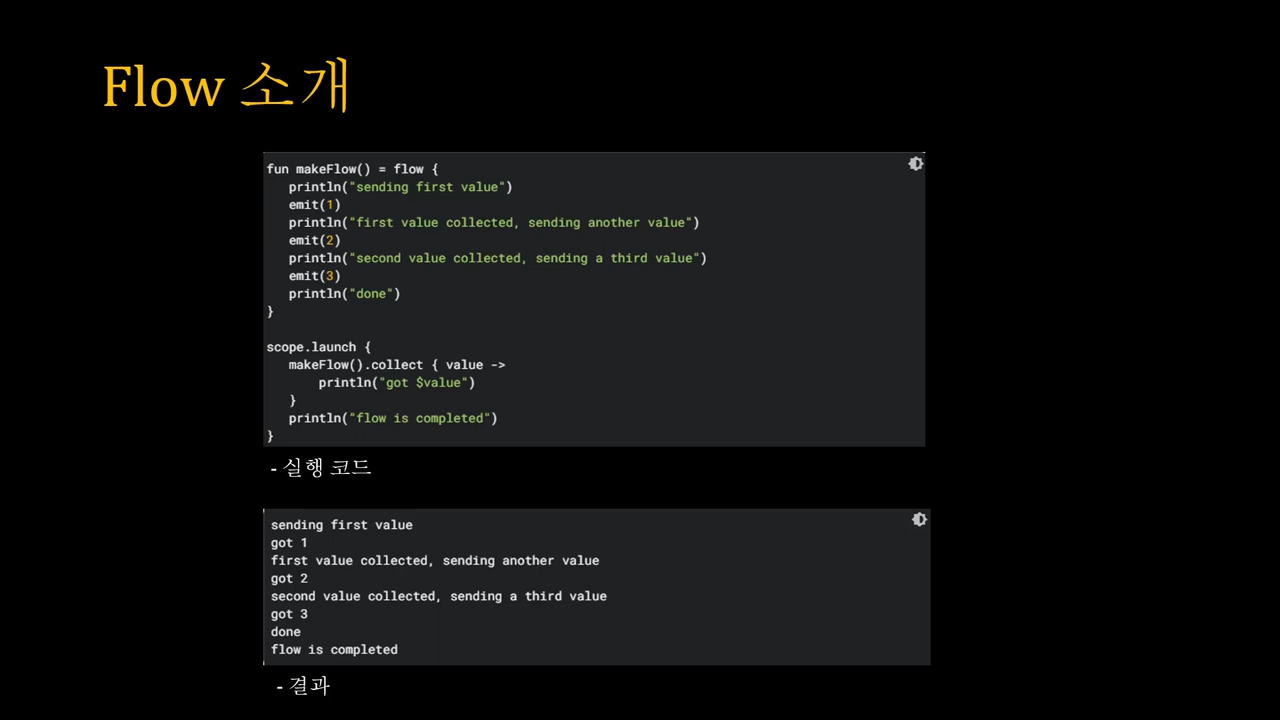 Flow 소개
fun makeFlow() = flow {
   println("sending first value")
   emit(1)
   println("first value collected, sending another value")
   emit(2)
   println("second value collected, sending a third value")
   emit(3)
   println("done")
}
scope.launch {
   makeFlow().collect { value ->
       println("got $value")
   }
   println("flow is completed")
}
- 실행 코드
sending first value
got 1
first value collected, sending another value
got 2
second value collected, sending a third value
got 3
done
flow is completed
- 결과